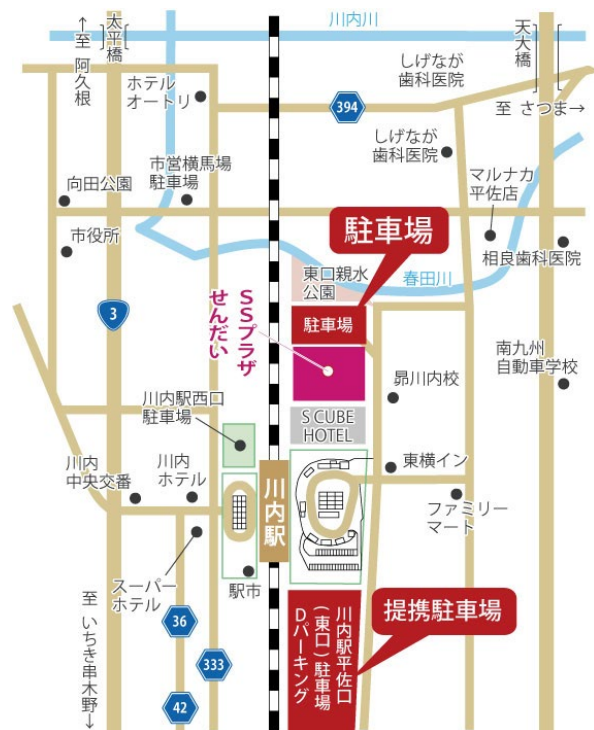 川内川
←至 阿久根
太平橋
天大橋
しげなが
歯科医院
ホテル
オートリ
394
至 さつま→
しげなが
歯科医院
市営横馬場
駐車場
マルナカ
平佐店
向田公園
駐車場
市役所
相良歯科医院
東口親水
公園
春田川
SSプラザ
せんだい
3
駐車場
南九州
自動車学校
昴川内校
川内駅西口
駐車場
S CUBE
HOTEL
川内
中央交番
川内
ホテル
川内駅
東横イン
ファミリー
マート
スーパー
ホテル
駅市
至 いちき串木野→
36
333
42
川内駅平佐口
(東口)駐車場
Dパーキング
提携駐車場